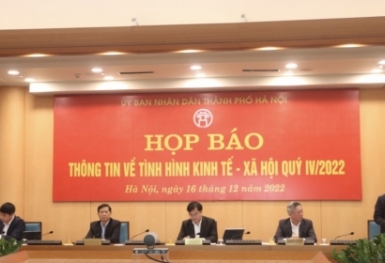 ỦY BAN NHÂN DÂN THÀNH PHỐ HÀ NỘI
HỌP BÁO
THÔNG TIN VỀ TÌNH HÌNH KINH TẾ - XÃ HỘI QUÝ IV/2022
Hà Nội, ngày 16 tháng 12 năm 2022